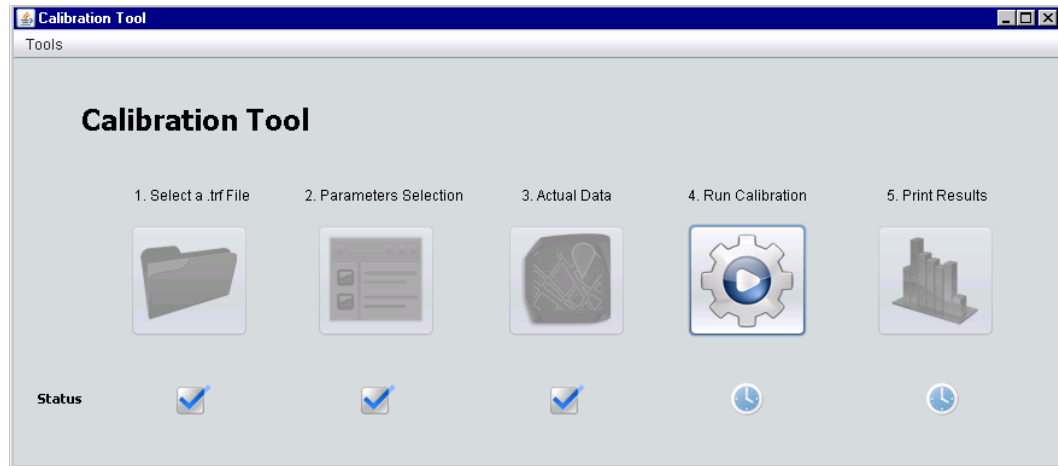 Calibration Tool
Tools
Calibration Tool
1. Select a .trf File 2. Parameters Selection 3. Actual Data 4. Run Calibration 5. Print Results
Status